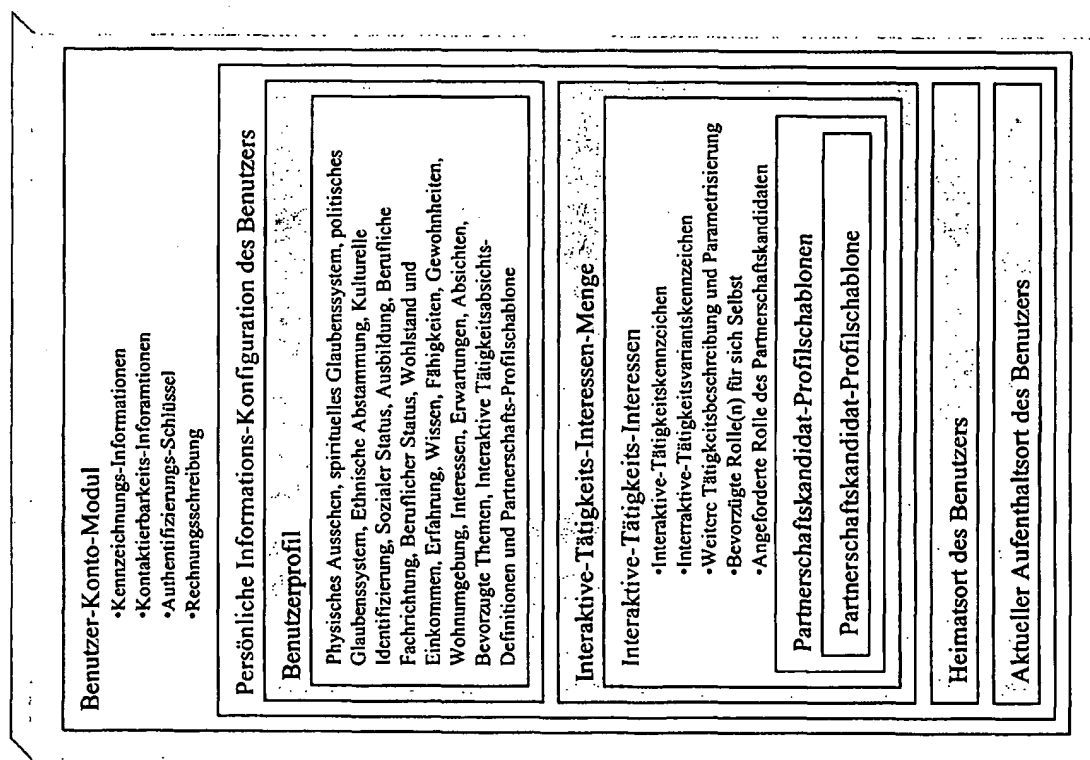 Benutzer-Konto-Modul
•Kennzeichnungs-Informationen
•Kontaktierbarkeits-Inforamtionen
•Authentifizierungs-Schlüssel
•Rechnungsschreibung
Persönliche Informations-Konfiguration des Benutzers
Benutzerprofil
Physisches Aussehen, spirituelles Glaubenssystem, politisches
Glaubenssystem, Ethnische Abstammung, Kulturelle
Identifizierung, Sozialer Status, Ausbildung, Berufliche
Fachrichtung, Beruflicher Status, Wohlstand und
Einkommen, Erfahrung, Wissen, Fähigkeiten, Gewohnheiten,
Wohnumgebung, Interessen, Erwartungen, Absichten,
Bevorzugte Themen, Interaktive Tätigkeitsabsichts-
Definitionen und Partnerschafts-Profilschablone
Interaktive-Tätigkeits-Interessen-Menge
Interaktive-Tätigkeits-Interessen
•Interaktive-Tätigkeitskennzeichen
•Interaktive-Tätigkeitsvariantskennzeichen
•Weitere Tätigkeitsbeschreibung und Parametrisierung
•Bevorzügte Rolle(n) für sich Selbst
•Angeforderte Rolle des Partnerschaftskandidaten
Partnerschaftskandidat-Profilschablonen
Partnerschaftskandidat-Profilschablone
Heimatsort des Benutzers
Aktueller Aufenthaltsort des Benutzers